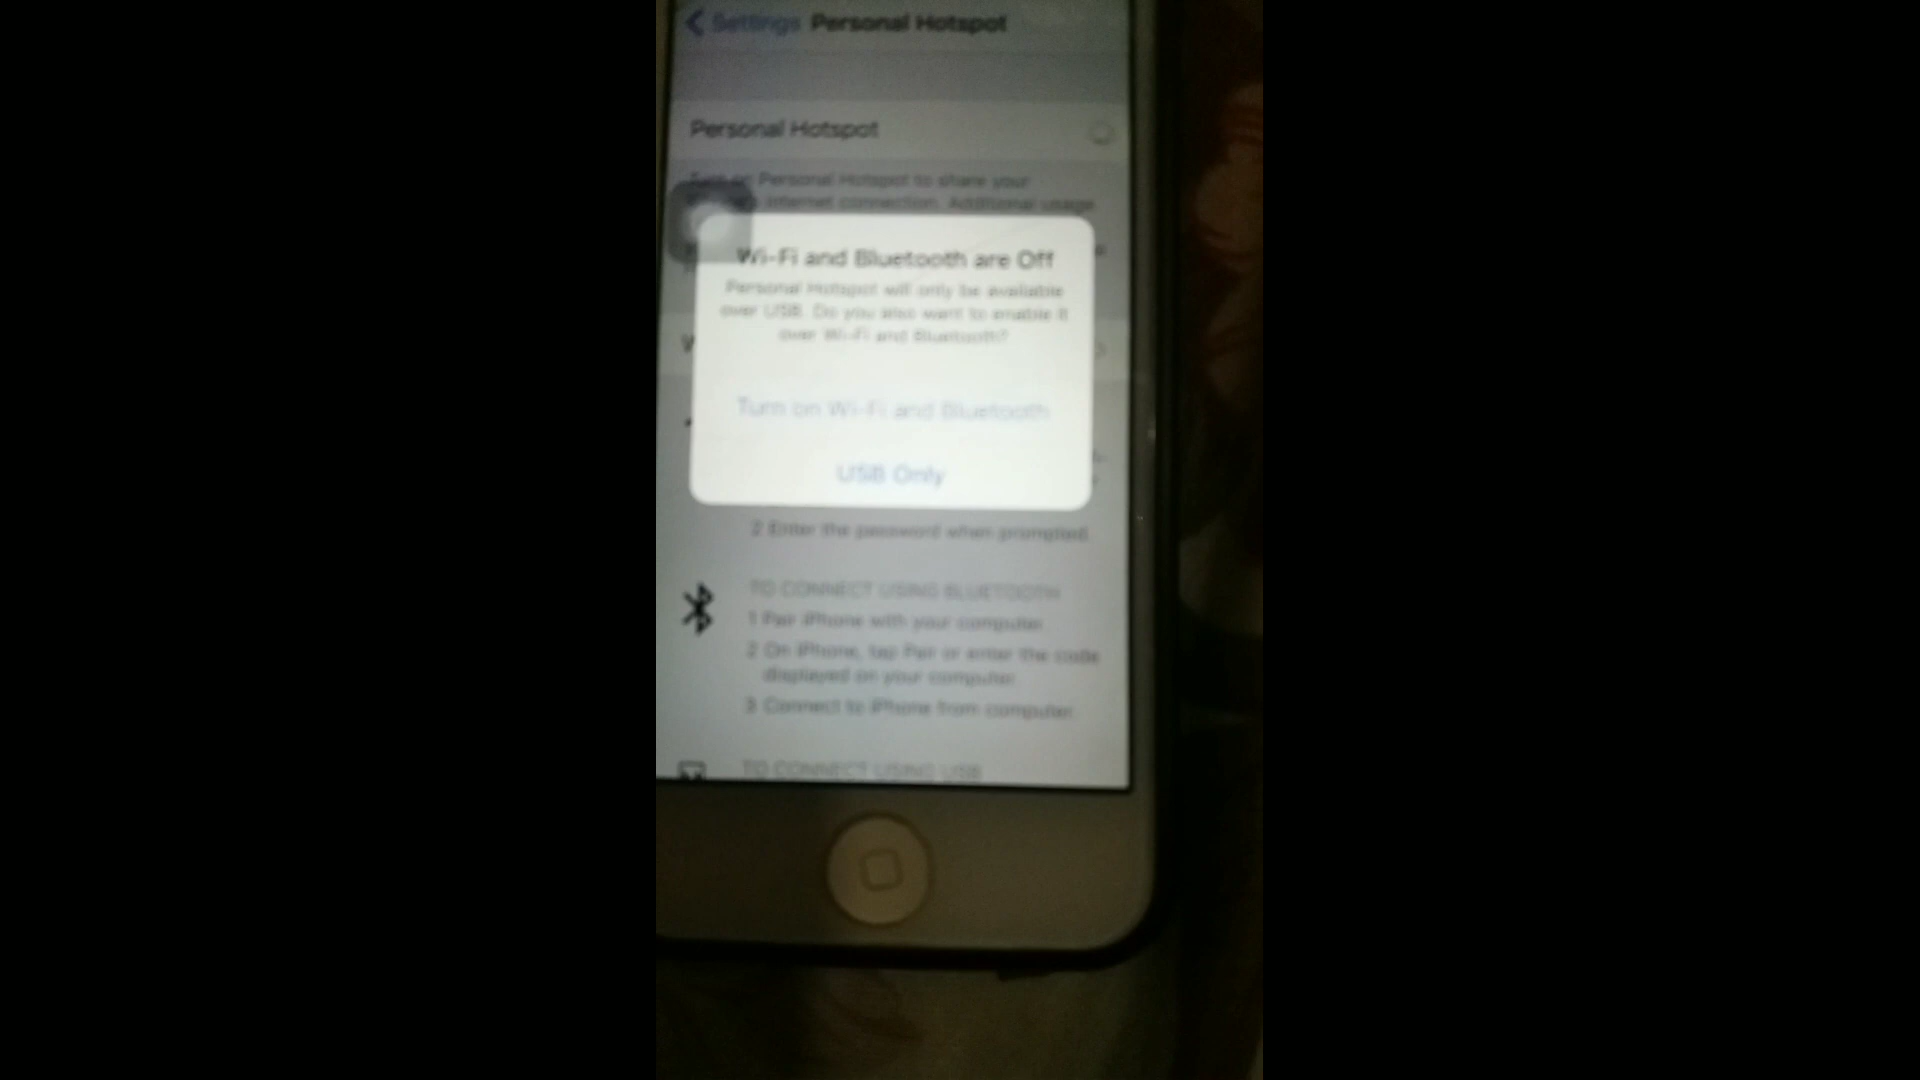 Settings Personal Hotspot
Personal Hotspot
Personal Hotspot to share your
internet connection. Additional usage
Wi-Fi and Bluetooth are Off
Personal Hotspot will only be available
over USB. Do you also want to enable it
over Wi-Fi and Bluetooth?
Turn on Wi-Fi and Bluetooth
USB Only
2 Enter the password when prompted.
TO CONNECT USING BLUETOOTH
1 Pair iPhone with your computer.
2 On iPhone, tap Pair or enter the code
displayed on your computer.
3 Connect to iPhone from computer.
TO CONNECT USING USB